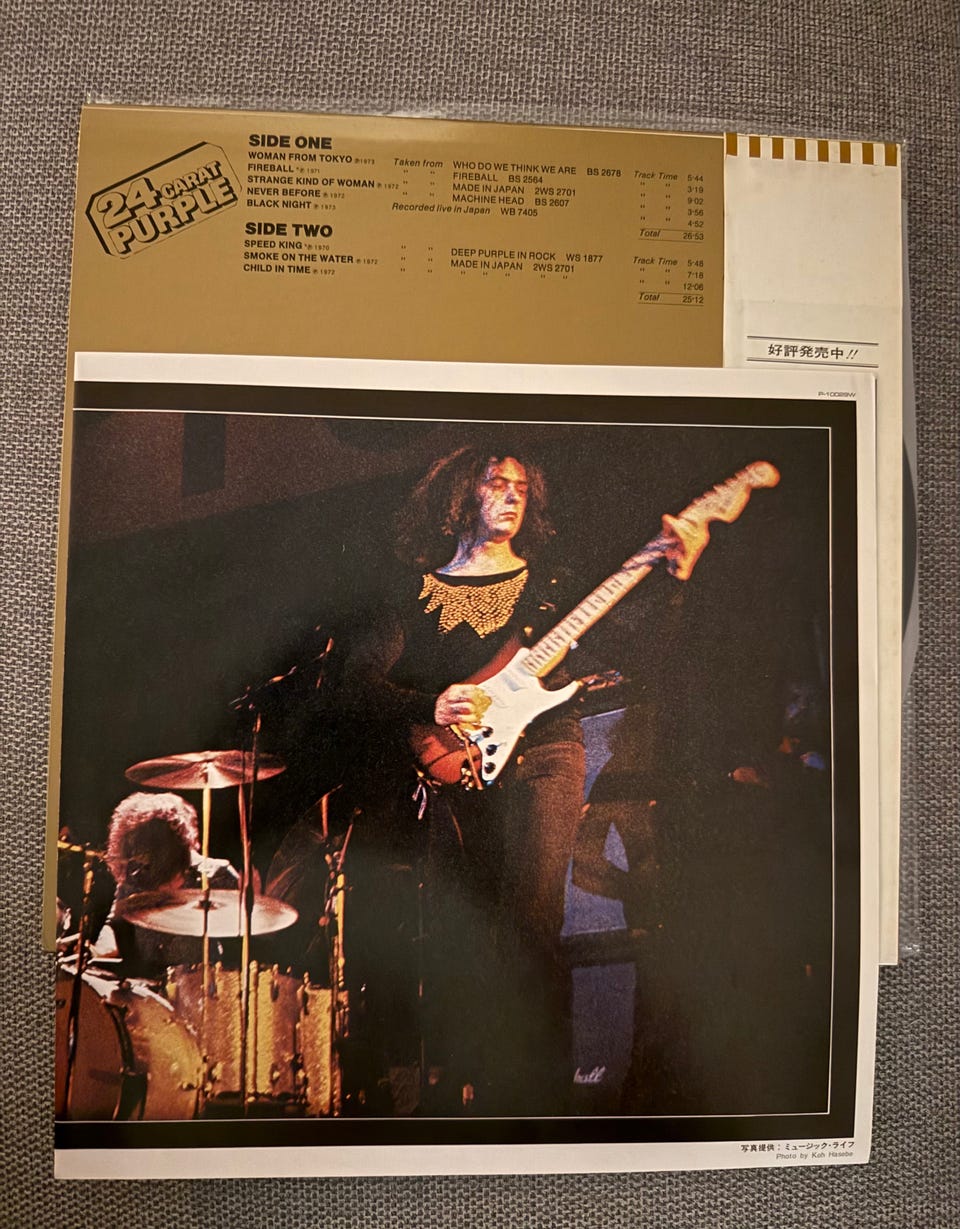 24 CARAT
PURPLE
SIDE ONE
WOMAN FROM TOKYO ℗1973 Taken from WHO DO WE THINK WE ARE BS 2678 Track Time 5·44
FIREBALL *℗1971 " " FIREBALL BS 2564 " " 3·19
STRANGE KIND OF WOMAN ℗1972 " " MADE IN JAPAN 2WS 2701 " " 9·02
NEVER BEFORE ℗1972 " " MACHINE HEAD BS 2607 " " 3·56
BLACK NIGHT ℗1973 Recorded live in Japan WB 7405 " " 4·52
Total 26·53
SIDE TWO
SPEED KING *℗1970 " " DEEP PURPLE IN ROCK WS 1877 Track Time 5·48
SMOKE ON THE WATER ℗1972 " " MADE IN JAPAN 2WS 2701 " " 7·18
CHILD IN TIME ℗1972 " " " " " " " " " 12·06
Total 25·12
好評発売中!!
P-10029W
写真提供:ミュージック・ライフ
Photo by Koh Hasebe